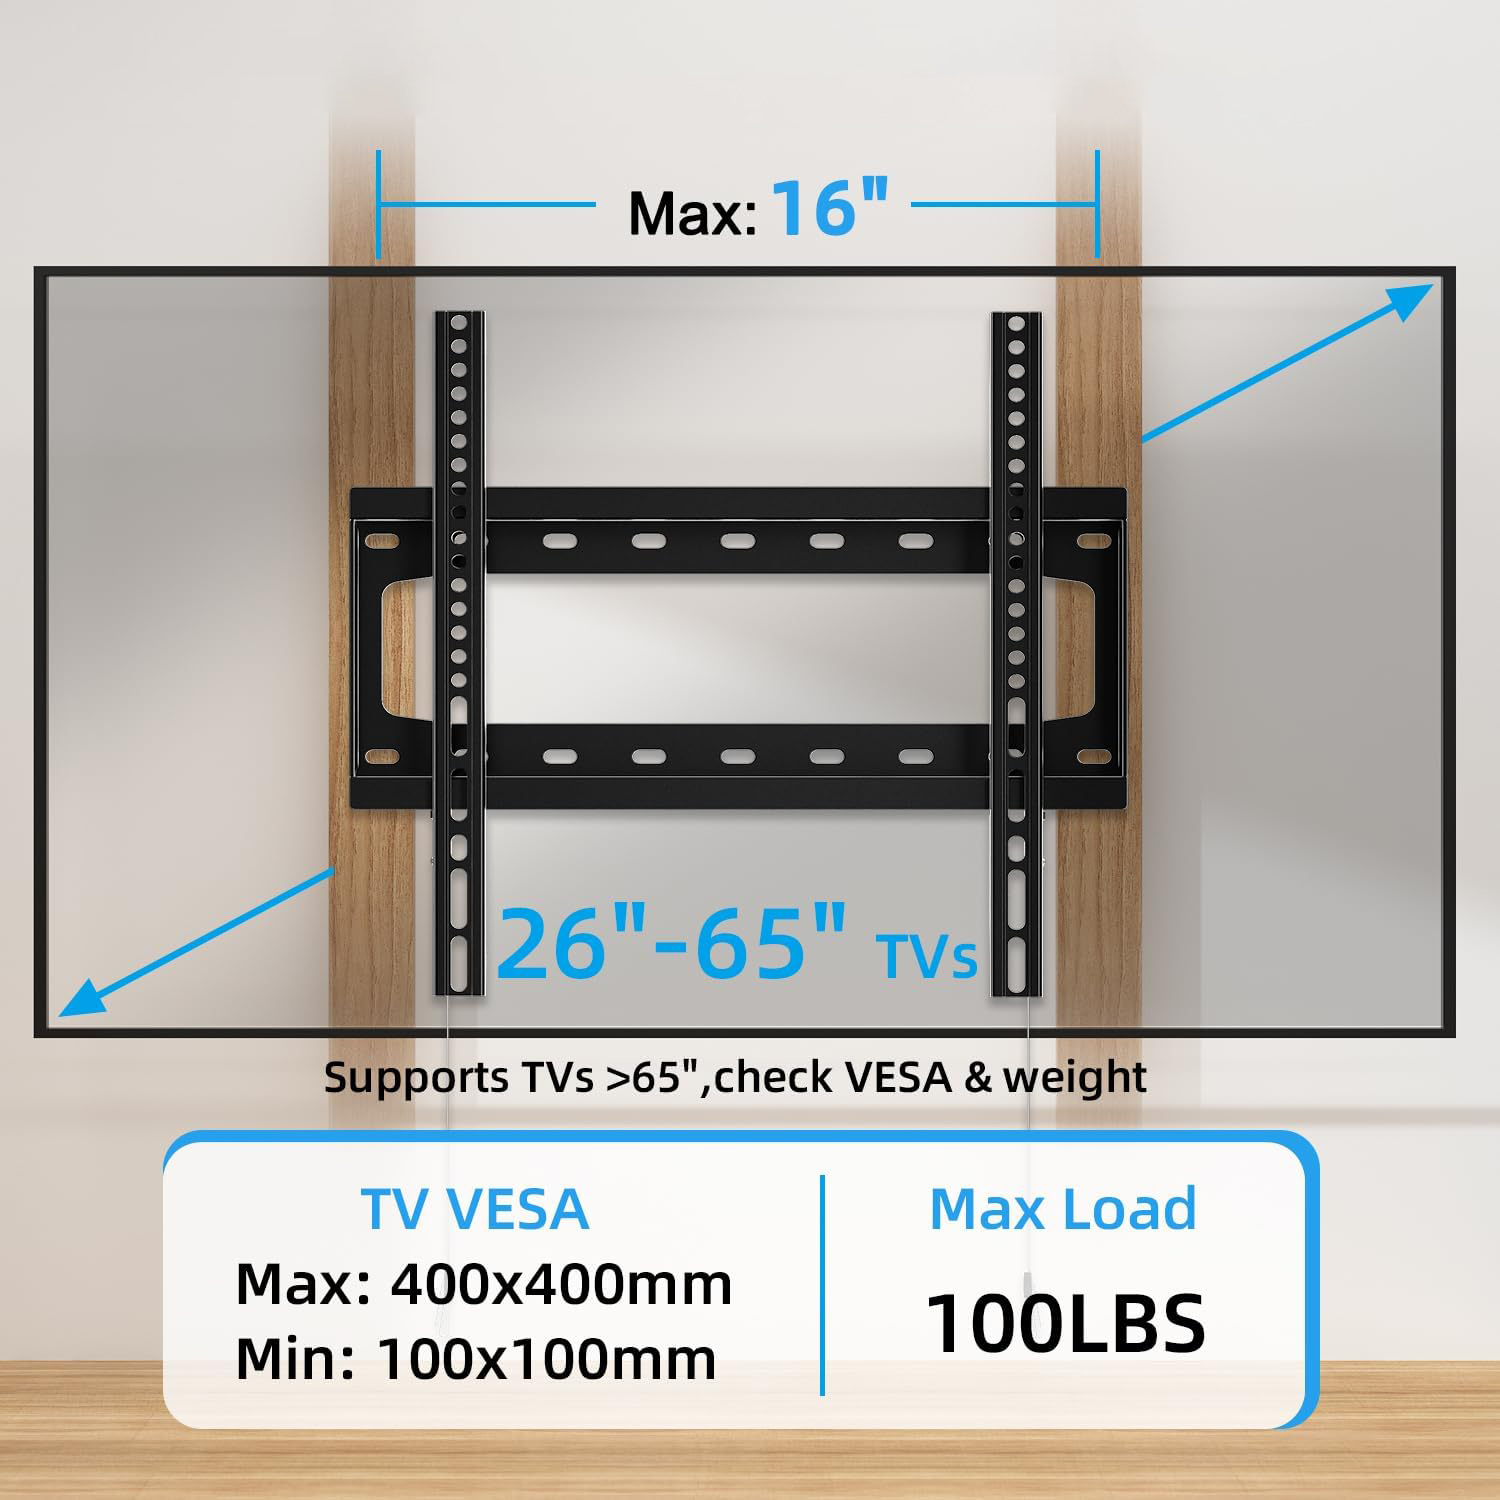 Max: 16"
26"-65" TVs
Supports TVs >65",check VESA & weight
TV VESA
Max: 400x400mm
Min: 100x100mm
Max Load
100LBS